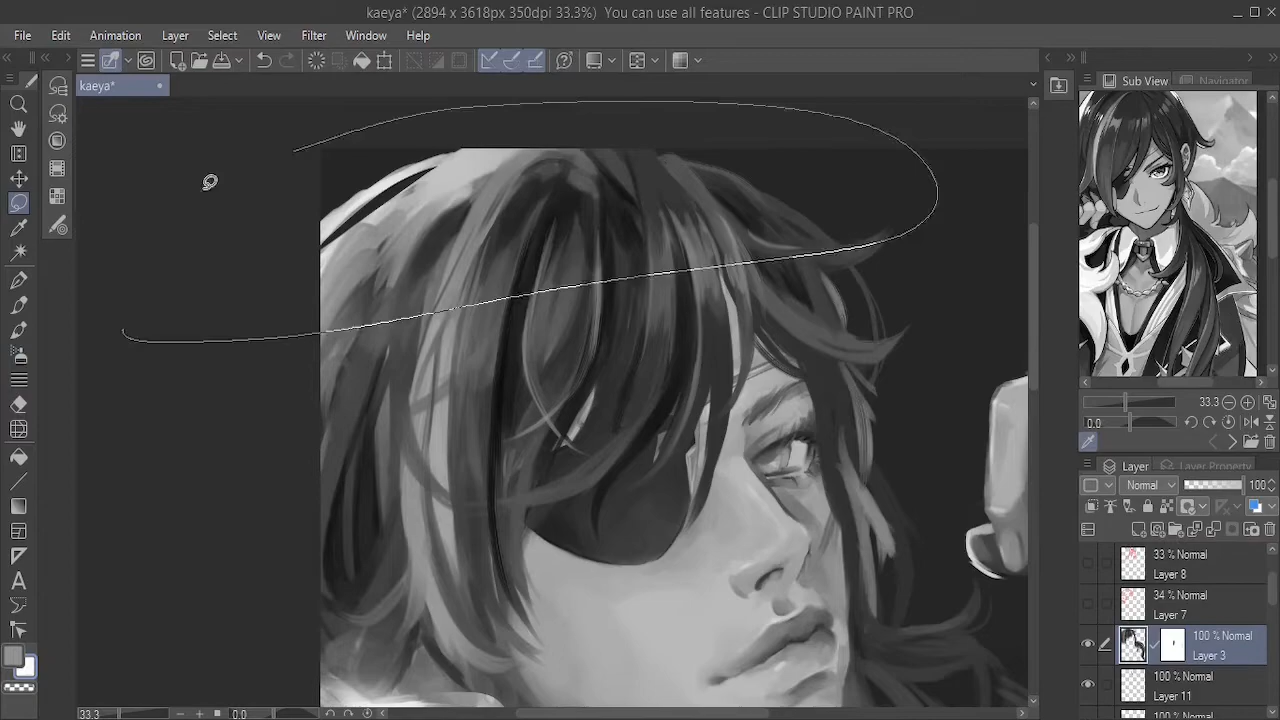 kaeya* (2894 x 3618px 350dpi 33.3%)  You can use all features - CLIP STUDIO PAINT PRO
File Edit Animation Layer Select View Filter Window Help
kaeya*
Sub View Navigator
33.3
0.0
Layer Layer Property
Normal 100
33 % Normal
Layer 8
34 % Normal
Layer 7
100 % Normal
Layer 3
100 % Normal
Layer 11
33.3 0.0